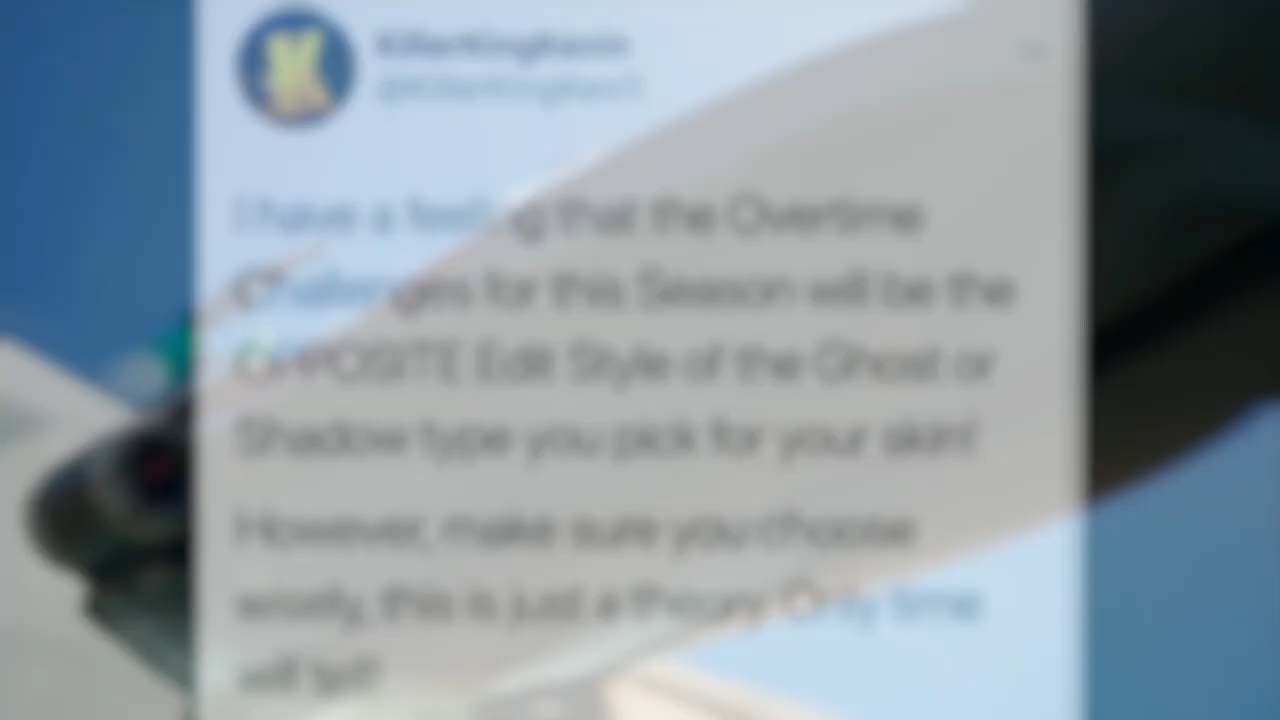 KillerKingKevin
I have a feeling that the Overtime
Challenges for this Season will be the
OPPOSITE Edit Style of the Ghost or
Shadow type you pick for your skin!
However, make sure you choose
this is just a theory. Only time
will tell!